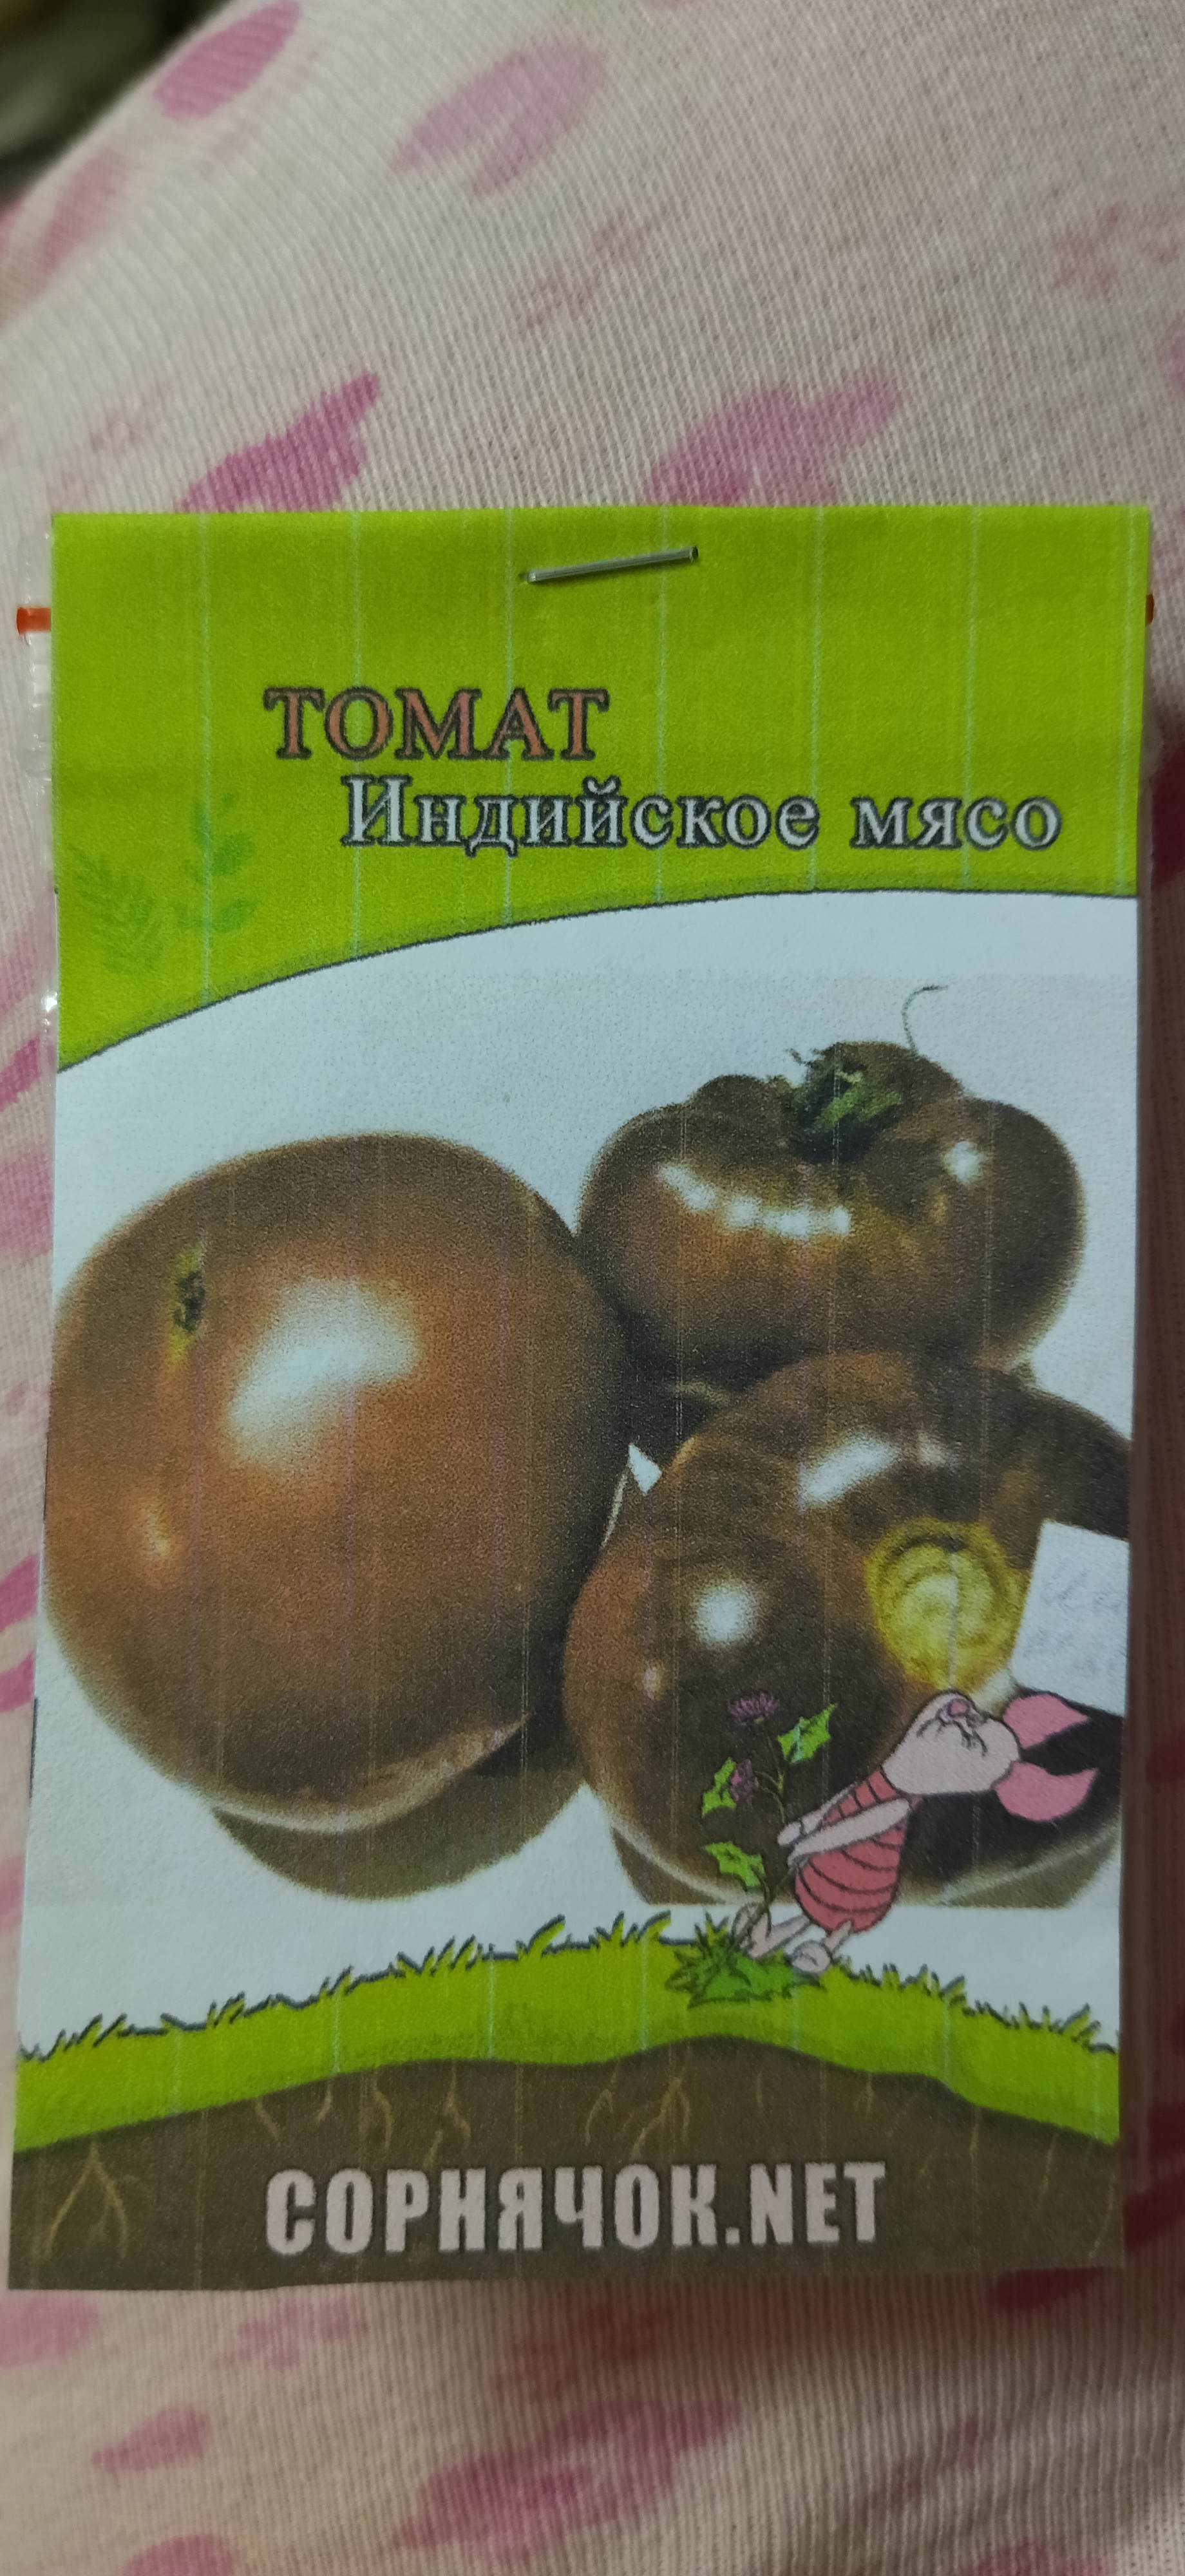 ТОМАТ
Индийское мясо
СОРНЯЧОК.NET